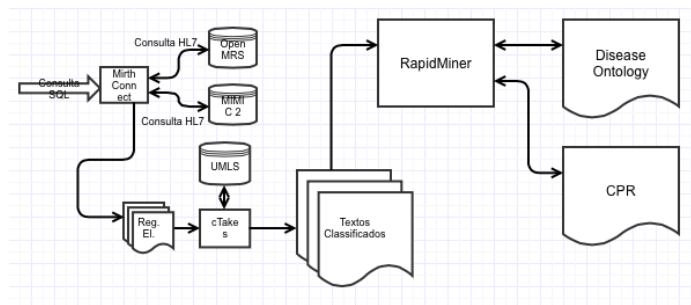 Consulta HL7
Open
MRS
RapidMiner
Disease
Ontology
Consulta
SQL
Mirth
Conn
ect
MIMI
C 2
Consulta HL7
UMLS
CPR
Reg.
El.
cTake
s
Textos
Classificados